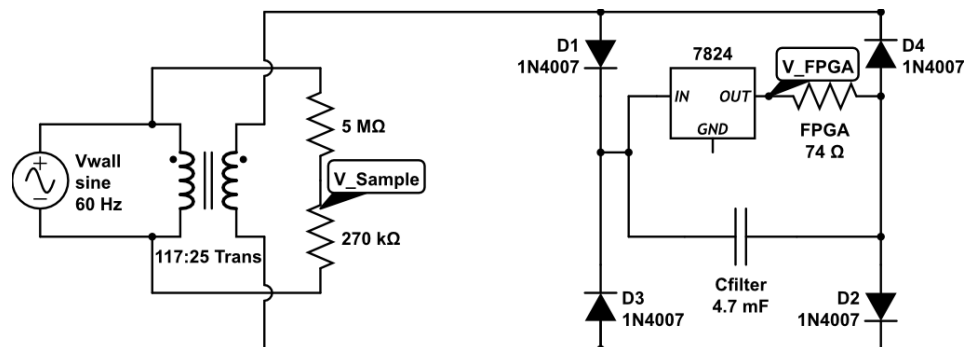 D1
1N4007
7824
V_FPGA
D4
1N4007
IN
OUT
GND
FPGA
74 Ω
5 MΩ
+
Vwall
sine
60 Hz
–
V_Sample
270 kΩ
117:25 Trans
Cfilter
4.7 mF
D3
1N4007
D2
1N4007